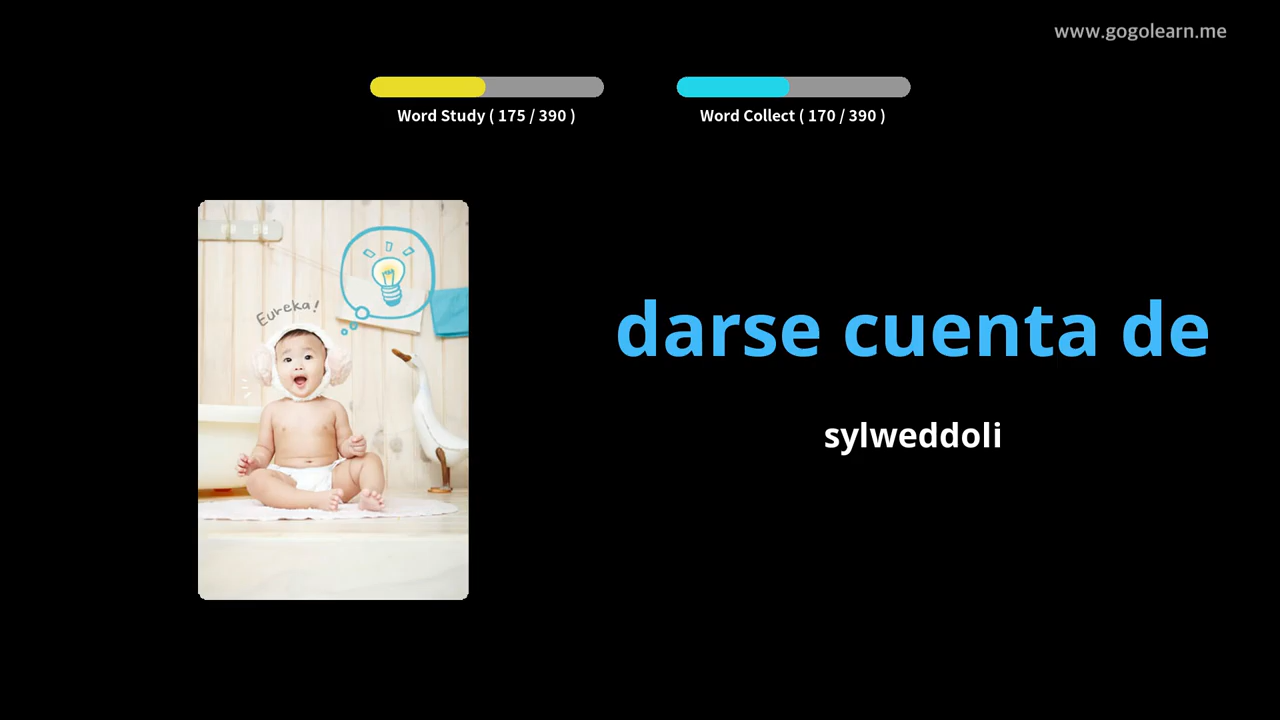 www.gogolearn.me
Word Study ( 175 / 390 )
Word Collect ( 170 / 390 )
Eureka!
darse cuenta de
sylweddoli